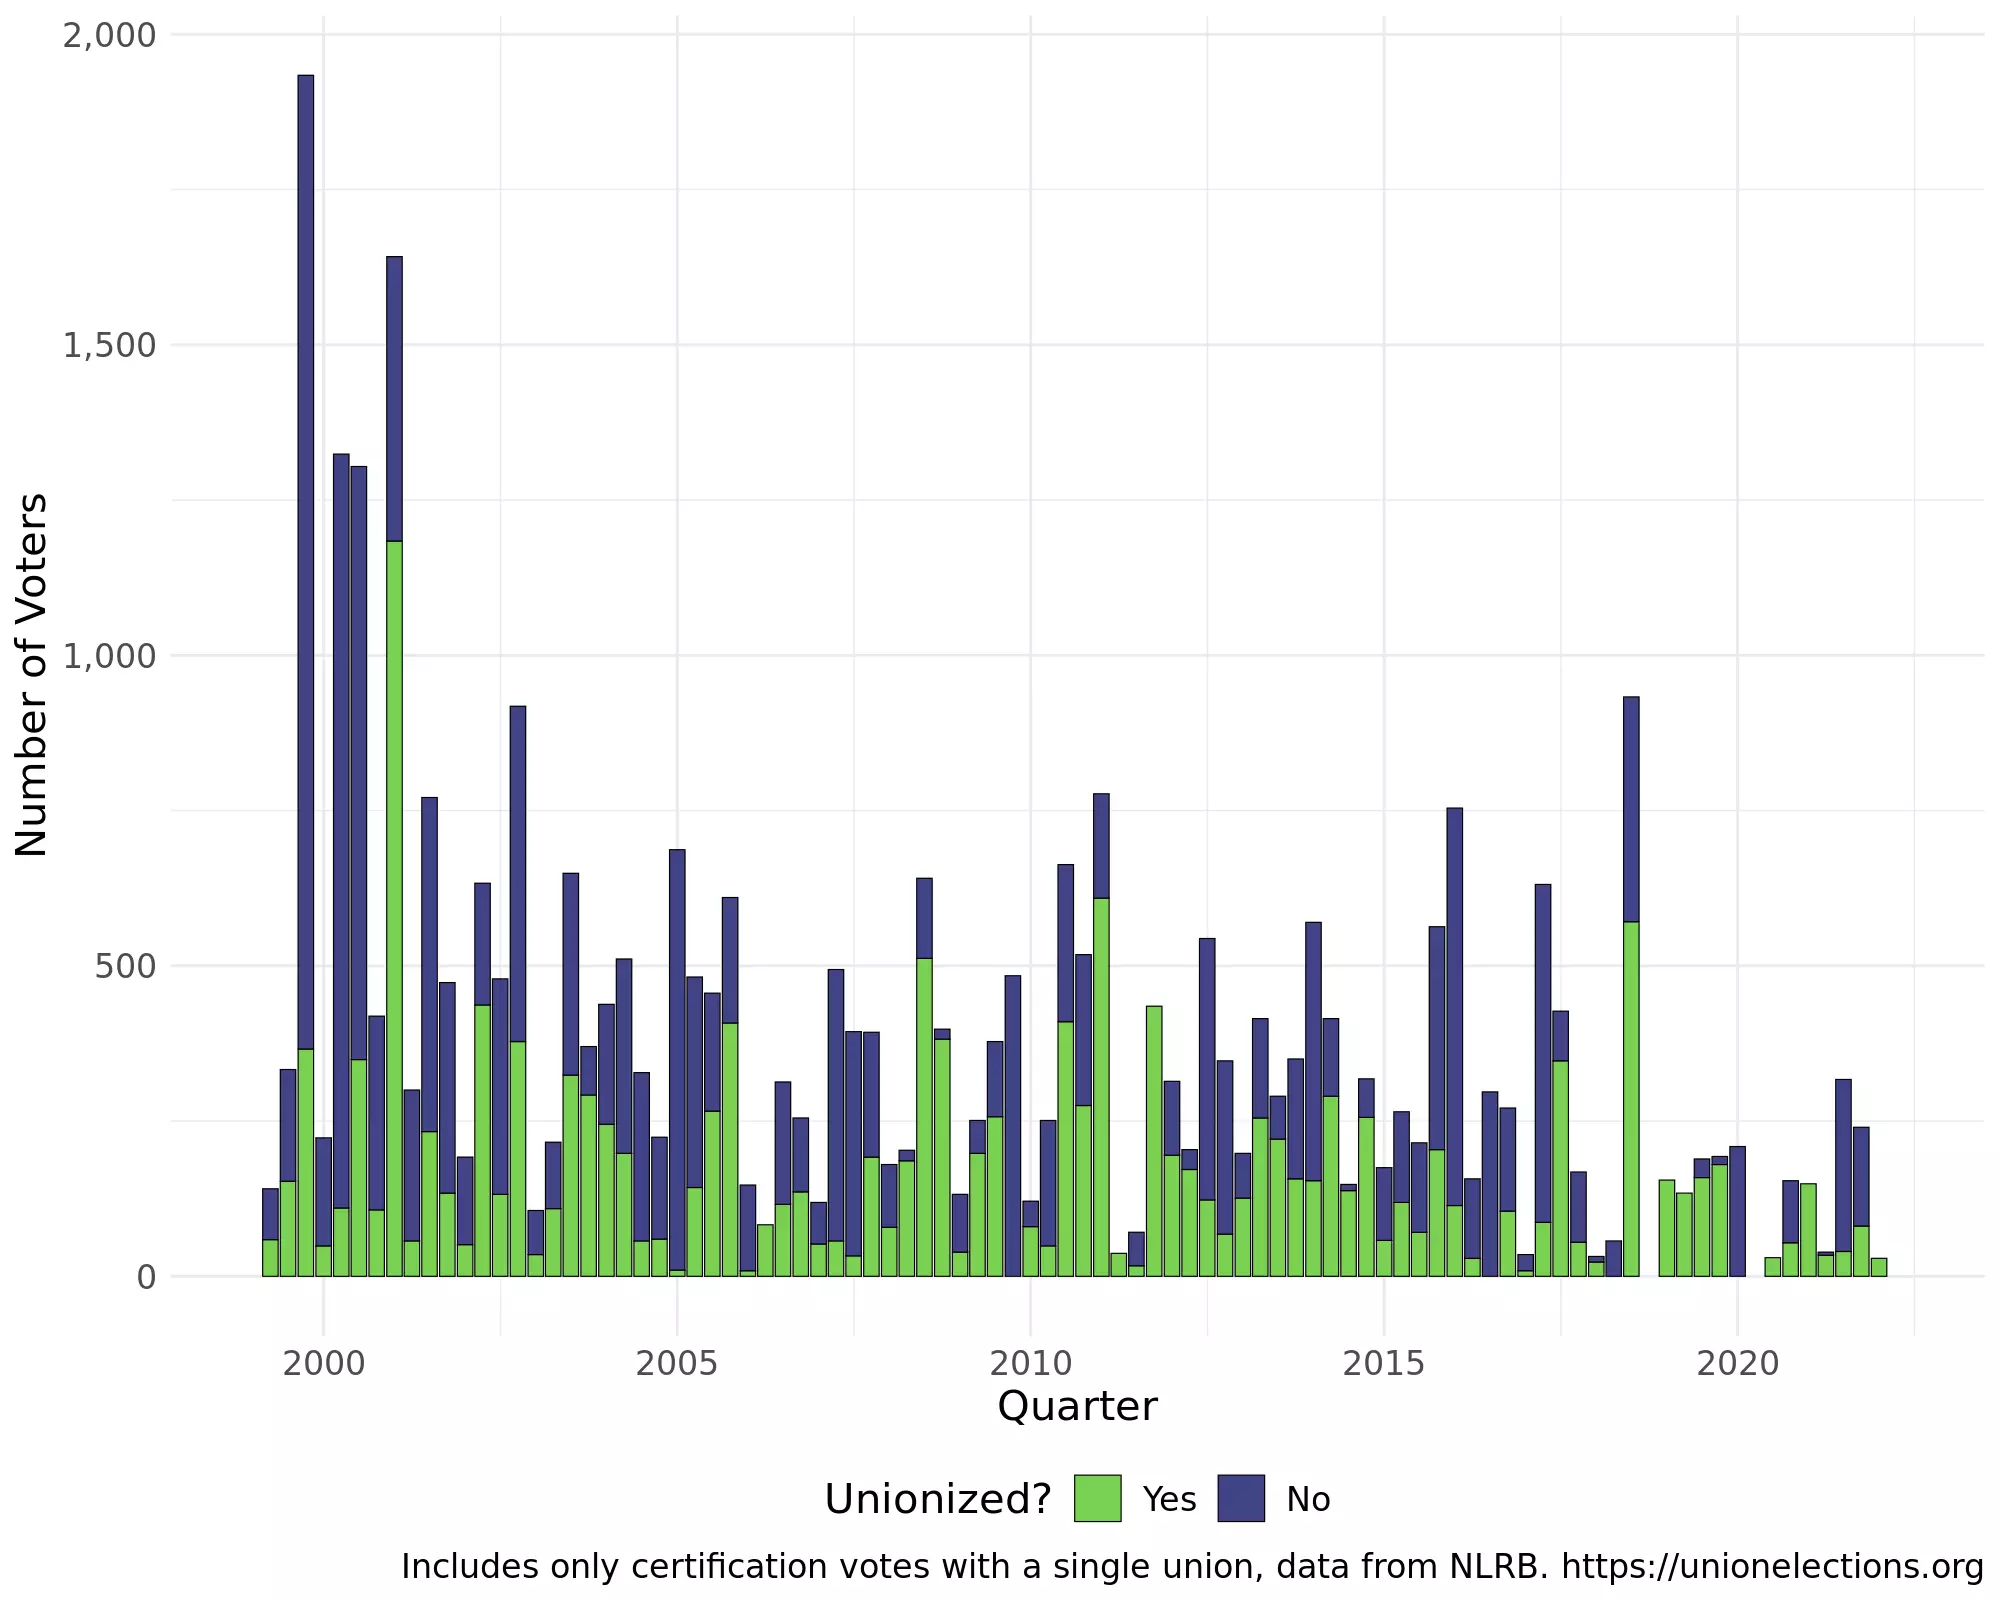 2,000
1,500
1,000
500
0
Number of Voters
2000 2005 2010 2015 2020
Quarter
Unionized? Yes No
Includes only certification votes with a single union, data from NLRB. https://unionelections.org